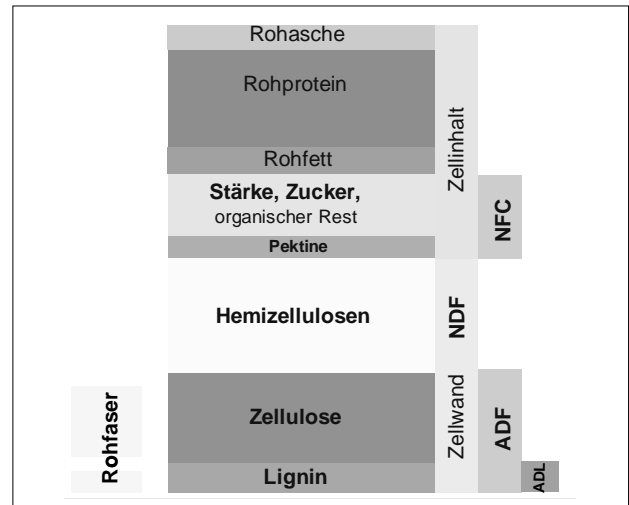 Rohasche
Rohprotein
Rohfett
Stärke, Zucker,
organischer Rest
Pektine
Hemizellulosen
Zellulose
Lignin
Zellinhalt
NDF
Zellwand
NFC
ADF
ADL
Rohfaser